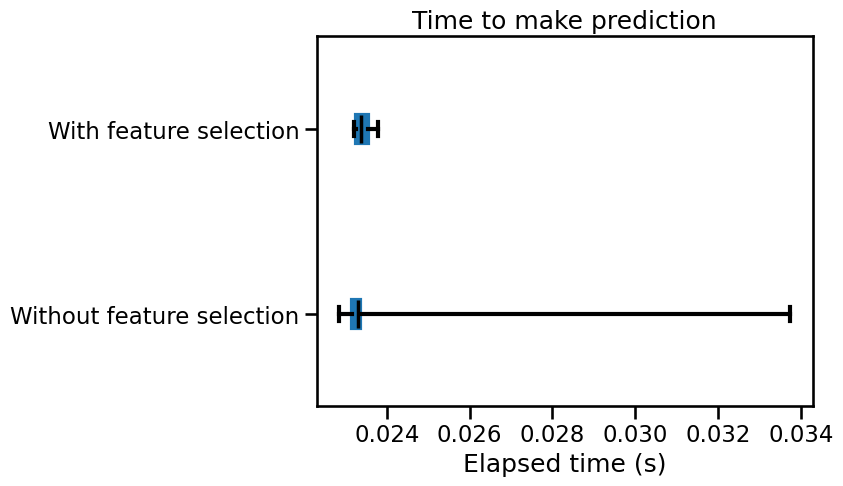 Time to make prediction
With feature selection
Without feature selection
0.024 0.026 0.028 0.030 0.032 0.034
Elapsed time (s)